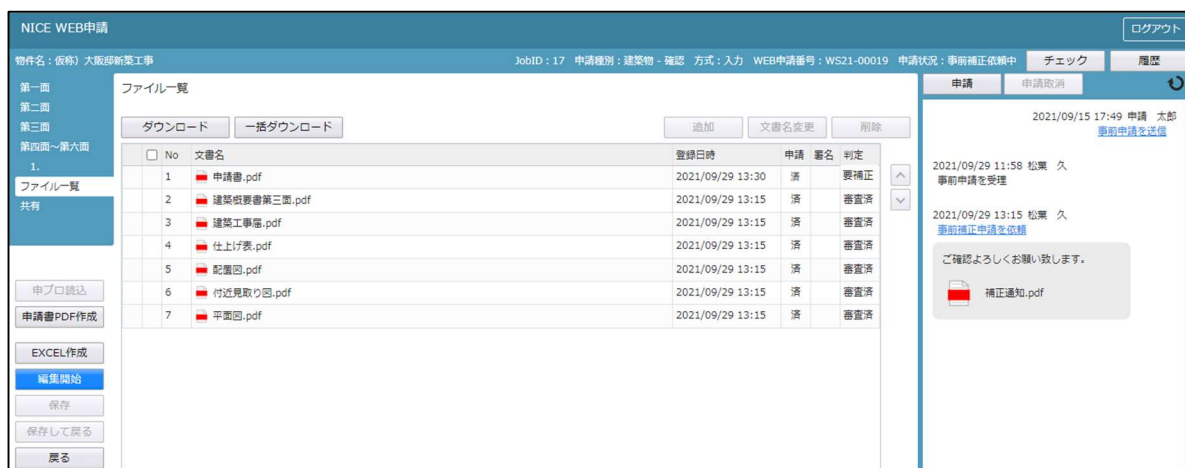 NICE WEB申請
ログアウト
物件名：仮称）大阪邸新築工事
JobID：17 申請種別：建築物 - 確認 方式：入力 WEB申請番号：WS21-00019 申請状況：事前補正依頼中
チェック
履歴
第一面
第二面
第三面
第四面～第六面
1.
ファイル一覧
共有
申プロ読込
申請書PDF作成
EXCEL作成
編集開始
保存
保存して戻る
戻る
ファイル一覧
ダウンロード 一括ダウンロード 追加 文書名変更 削除
No 文書名 登録日時 申請 署名 判定
1 申請書.pdf 2021/09/29 13:30 済 要補正
2 建築概要書第三面.pdf 2021/09/29 13:15 済 審査済
3 建築工事届.pdf 2021/09/29 13:15 済 審査済
4 仕上げ表.pdf 2021/09/29 13:15 済 審査済
5 配置図.pdf 2021/09/29 13:15 済 審査済
6 付近見取り図.pdf 2021/09/29 13:15 済 審査済
7 平面図.pdf 2021/09/29 13:15 済 審査済
申請 申請取消
2021/09/15 17:49 申請 太郎
事前申請を送信
2021/09/29 11:58 松葉 久
事前申請を受理
2021/09/29 13:15 松葉 久
事前補正申請を依頼
ご確認よろしくお願い致します。
補正通知.pdf